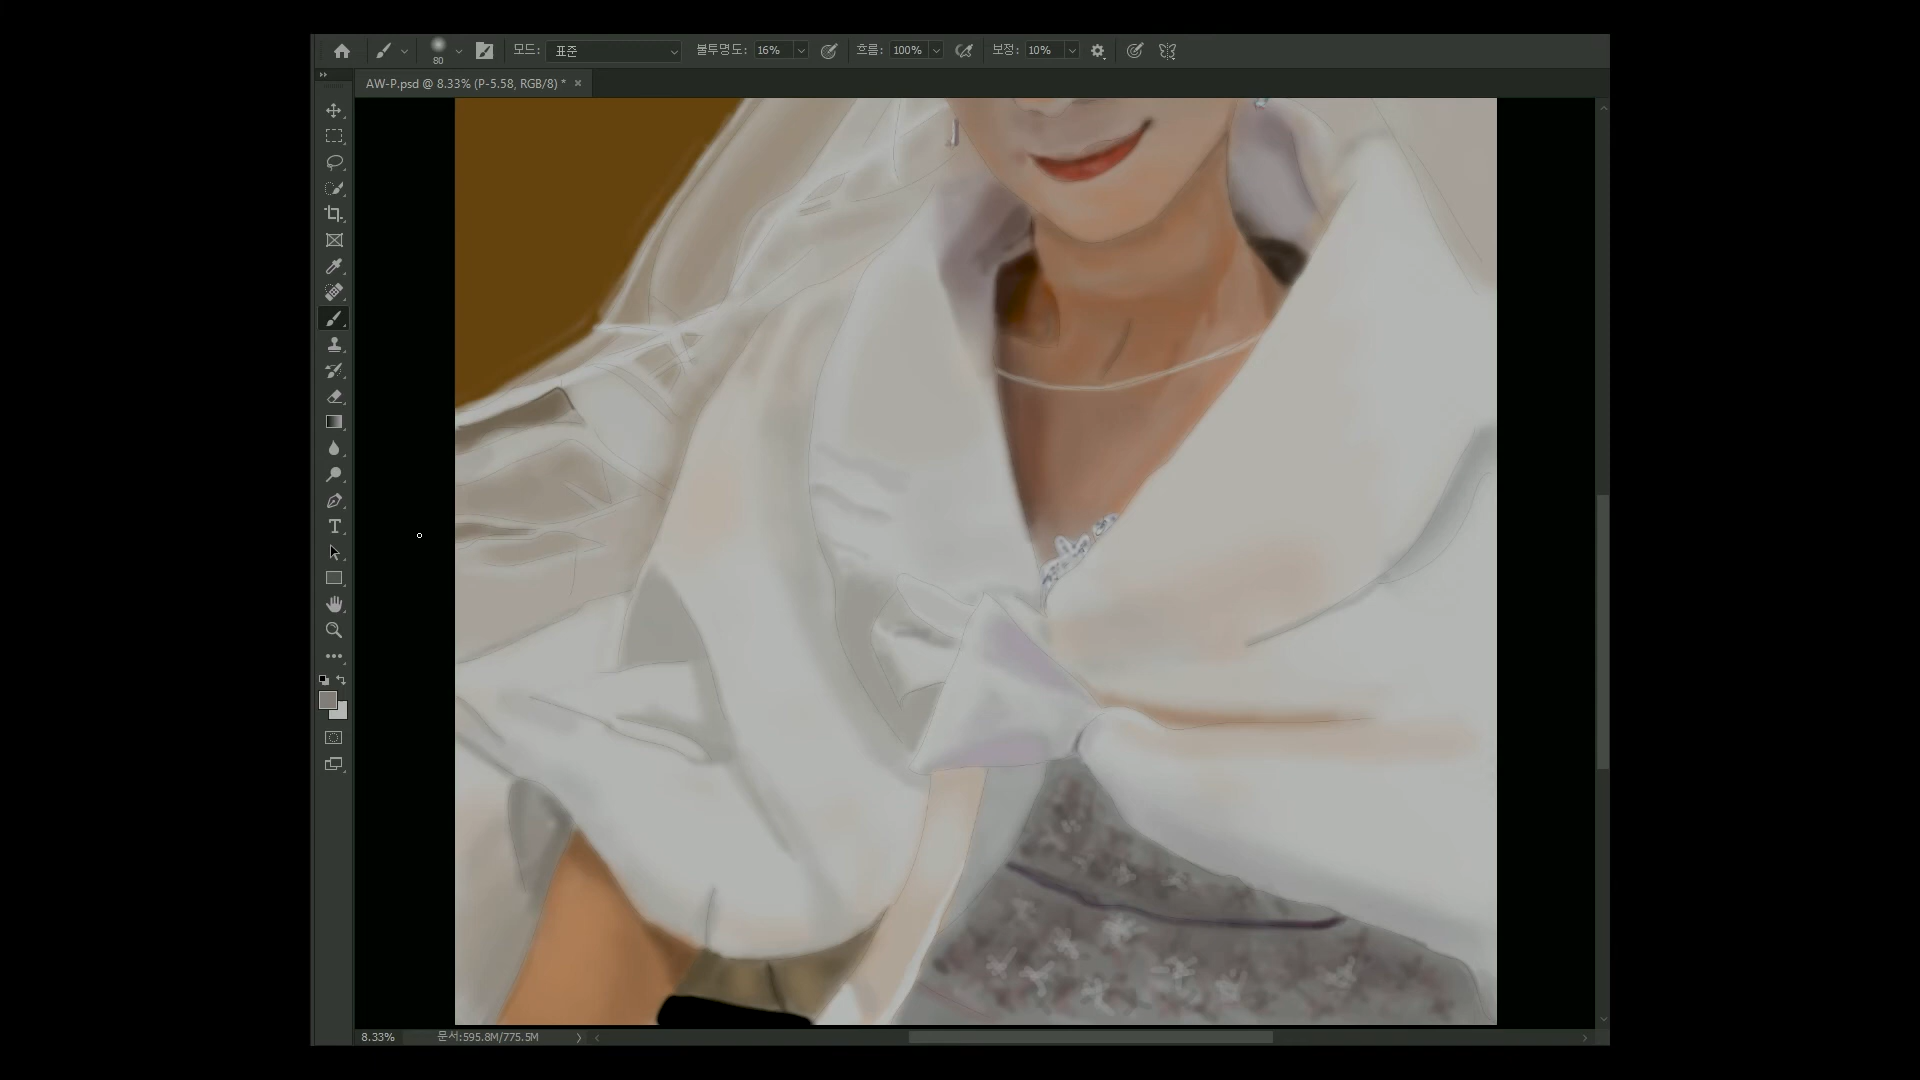 80 모드: 표준 불투명도: 16% 흐름: 100% 보정: 10%
AW-P.psd @ 8.33% (P-5.58, RGB/8) *
8.33% 문서:595.8M/775.5M